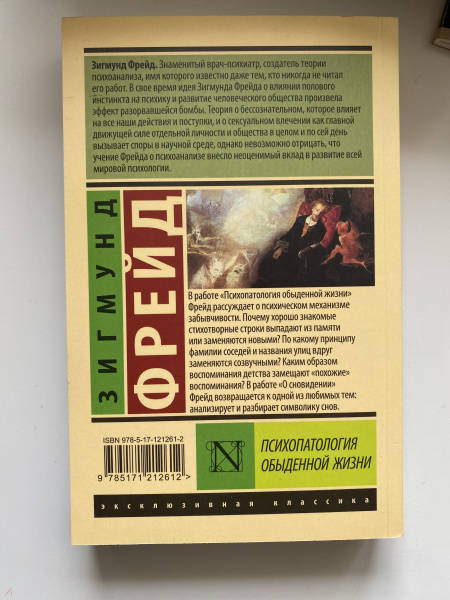 Зигмунд Фрейд. Знаменитый врач-психиатр, создатель теории
психоанализа, имя которого известно даже тем, кто никогда не читал
его работ. В свое время идея Зигмунда Фрейда о влиянии полового
инстинкта на психику и развитие человеческого общества произвела
эффект разорвавшейся бомбы. Теория о бессознательном, которое влияет
на все наши действия и поступки, и о сексуальном влечении как главной
движущей силе отдельной личности и общества в целом и по сей день
вызывает споры в научной среде, однако невозможно отрицать, что
учение Фрейда о психоанализе внесло неоценимый вклад в развитие всей
мировой психологии.
ЗИГМУНД
ФРЕЙД
В работе «Психопатология обыденной жизни»
Фрейд рассуждает о психическом механизме
забывчивости. Почему хорошо знакомые
стихотворные строки выпадают из памяти
или заменяются новыми? По какому принципу
фамилии соседей и названия улиц вдруг
заменяются созвучными? Каким образом
воспоминания детства замещают «похожие»
воспоминания? В работе «О сновидении»
Фрейд возвращается к одной из любимых тем:
анализирует и разбирает символику снов.
ISBN 978-5-17-121261-2
9 785171 212612 >
N
ПСИХОПАТОЛОГИЯ
ОБЫДЕННОЙ ЖИЗНИ
эксклюзивная классика